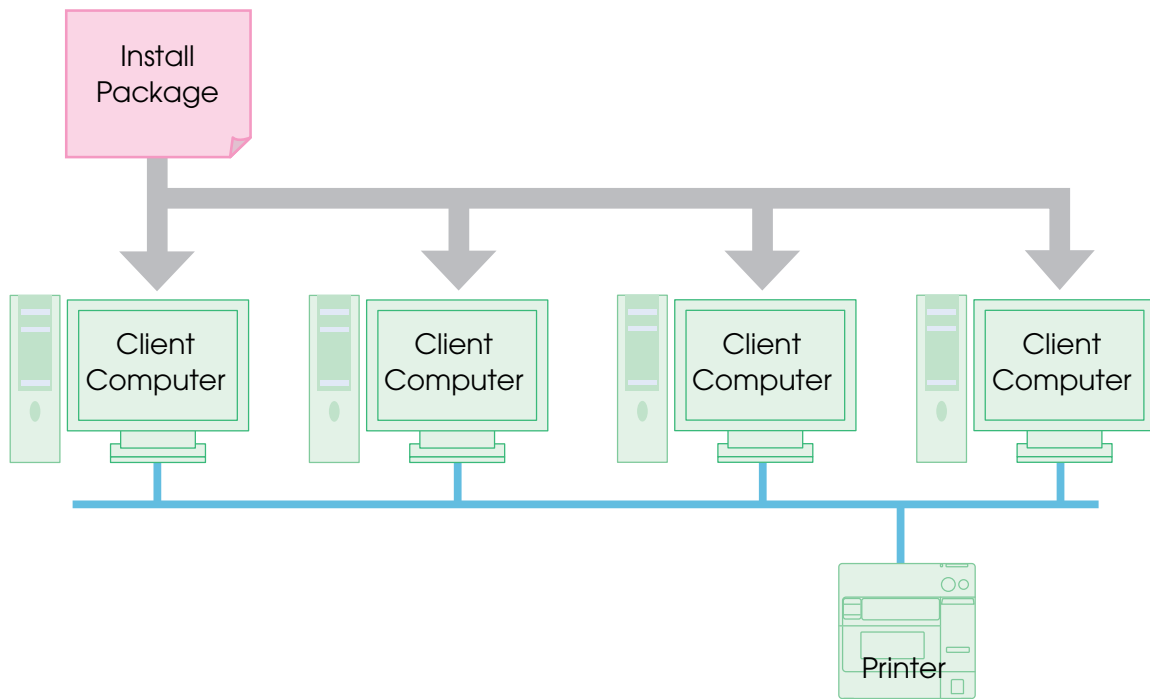 Install
Package
Client
Computer
Client
Computer
Client
Computer
Client
Computer
Printer